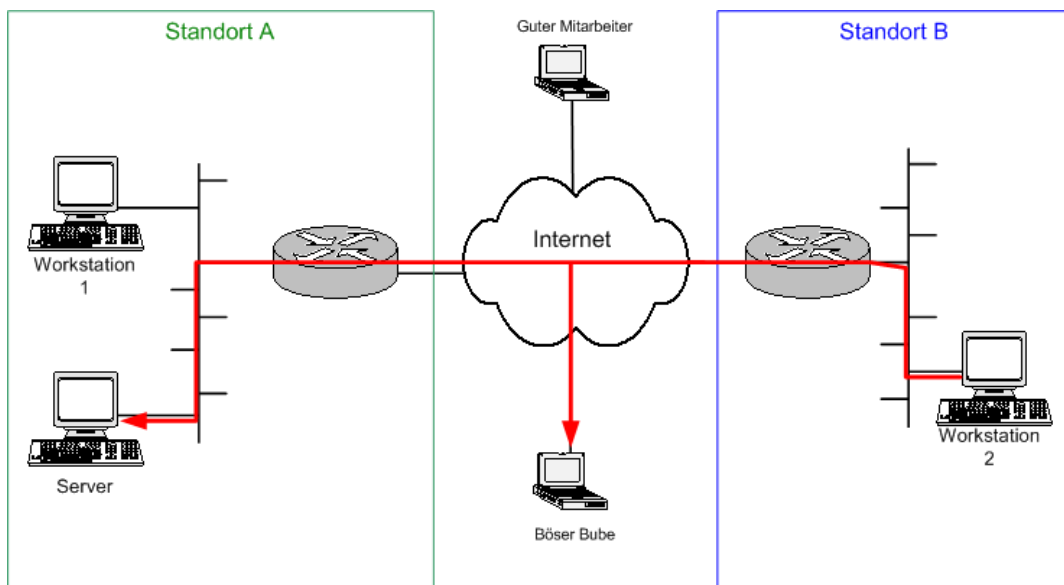 Standort A
Guter Mitarbeiter
Standort B
Internet
Workstation
1
Server
Workstation
2
Böser Bube